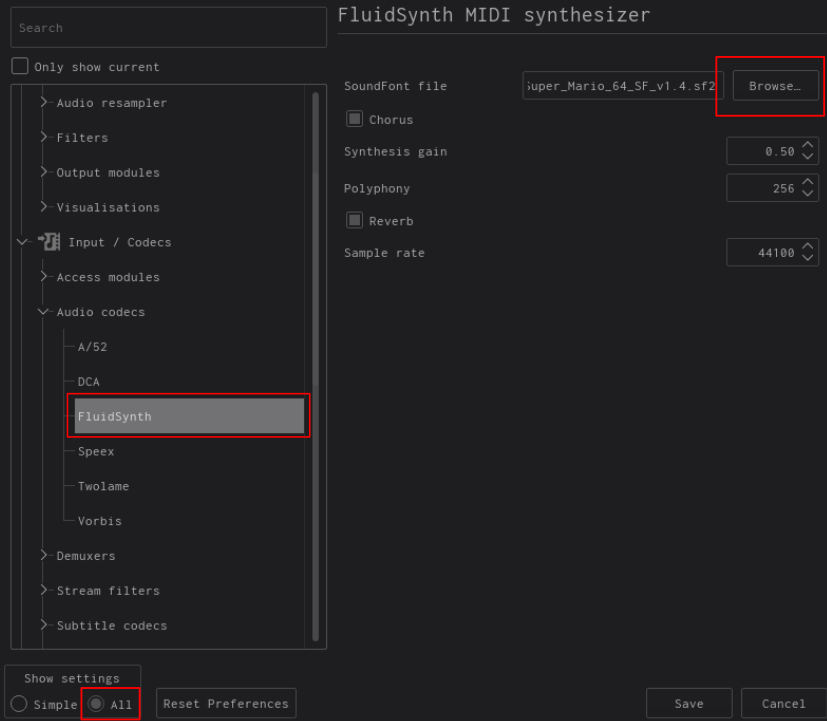 Search
Only show current
Audio resampler
Filters
Output modules
Visualisations
Input / Codecs
Access modules
Audio codecs
A/52
DCA
FluidSynth
Speex
Twolame
Vorbis
Demuxers
Stream filters
Subtitle codecs
FluidSynth MIDI synthesizer
SoundFont file uper_Mario_64_SF_v1.4.sf2 Browse…
Chorus
Synthesis gain 0.50
Polyphony 256
Reverb
Sample rate 44100
Show settings
Simple All Reset Preferences Save Cancel